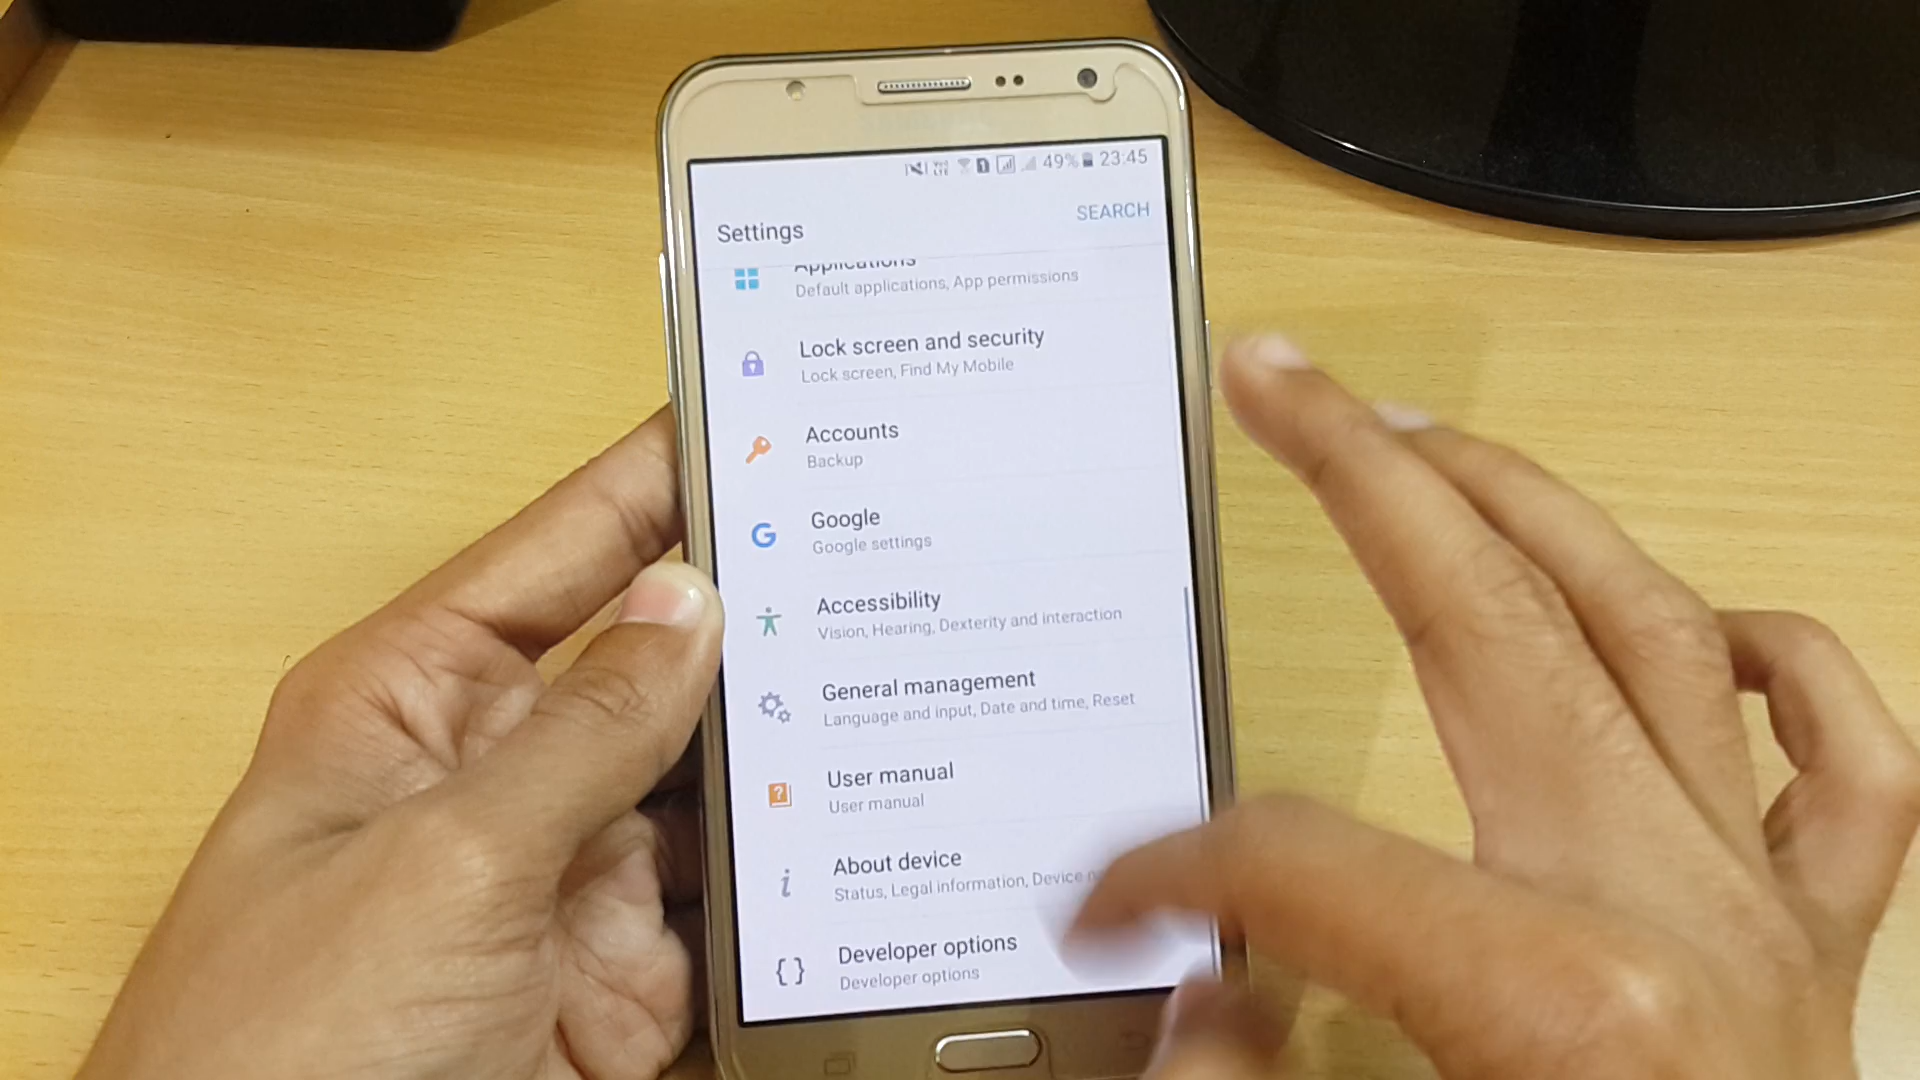 49% 23:45
Settings
SEARCH
Applications
Default applications, App permissions
Lock screen and security
Lock screen, Find My Mobile
Accounts
Backup
Google
Google settings
Accessibility
Vision, Hearing, Dexterity and interaction
General management
Language and input, Date and time, Reset
User manual
User manual
About device
Status, Legal information, Device
Developer options
Developer options